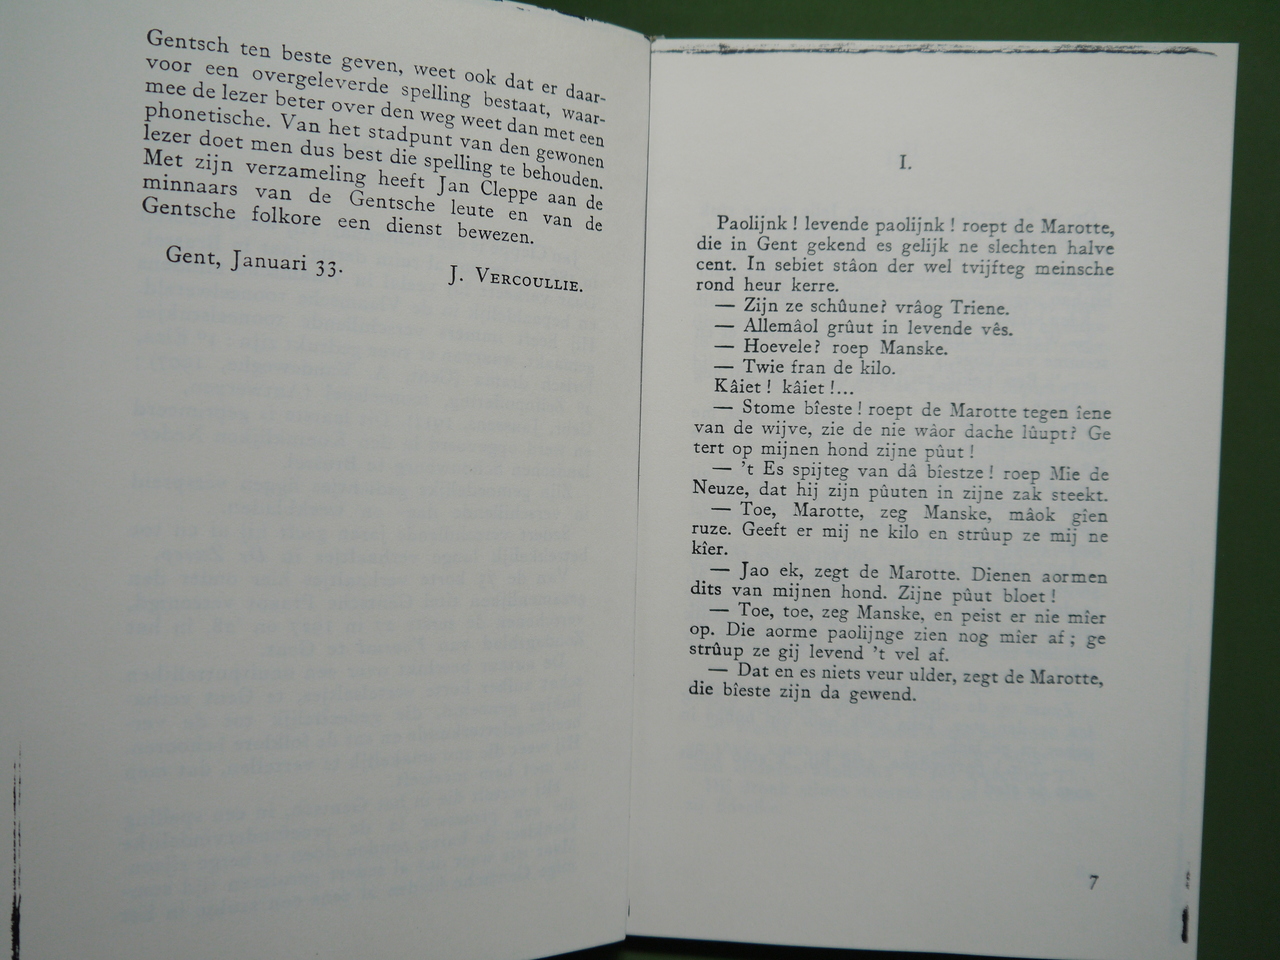 Gentsch ten beste geven, weet ook dat er daar-
voor een overgeleverde spelling bestaat, waar-
mee de lezer beter over den weg weet dan met een
phonetische. Van het stadpunt van den gewonen
lezer doet men dus best die spelling te behouden.
Met zijn verzameling heeft Jan Cleppe aan de
minnaars van de Gentsche leute en van de
Gentsche folkore een dienst bewezen.
Gent, Januari 33.
J. VERCOULLIE.
I.
Paolijnk ! levende paolijnk ! roept de Marotte,
die in Gent gekend es gelijk ne slechten halve
cent. In sebiet stâon der wel tvijfteg meinsche
rond heur kerre.
— Zijn ze schûune? vrâog Triene.
— Allemâol grûut in levende vês.
— Hoevele? roep Manske.
— Twie fran de kilo.
Kâiet ! kâiet !...
— Stome bîeste ! roept de Marotte tegen îene
van de wijve, zie de nie wâor dache lûupt? Ge
tert op mijnen hond zijne pûut !
— 't Es spijteg van dâ bîestze ! roep Mie de
Neuze, dat hij zijn pûuten in zijne zak steekt.
— Toe, Marotte, zeg Manske, mâok gîen
ruze. Geeft er mij ne kilo en strûup ze mij ne
kîer.
— Jao ek, zegt de Marotte. Dienen aormen
dits van mijnen hond. Zijne pûut bloet !
— Toe, toe, zeg Manske, en peist er nie mîer
op. Die aorme paolijnge zien nog mîer af ; ge
strûup ze gij levend 't vel af.
— Dat en es niets veur ulder, zegt de Marotte,
die bîeste zijn da gewend.
7